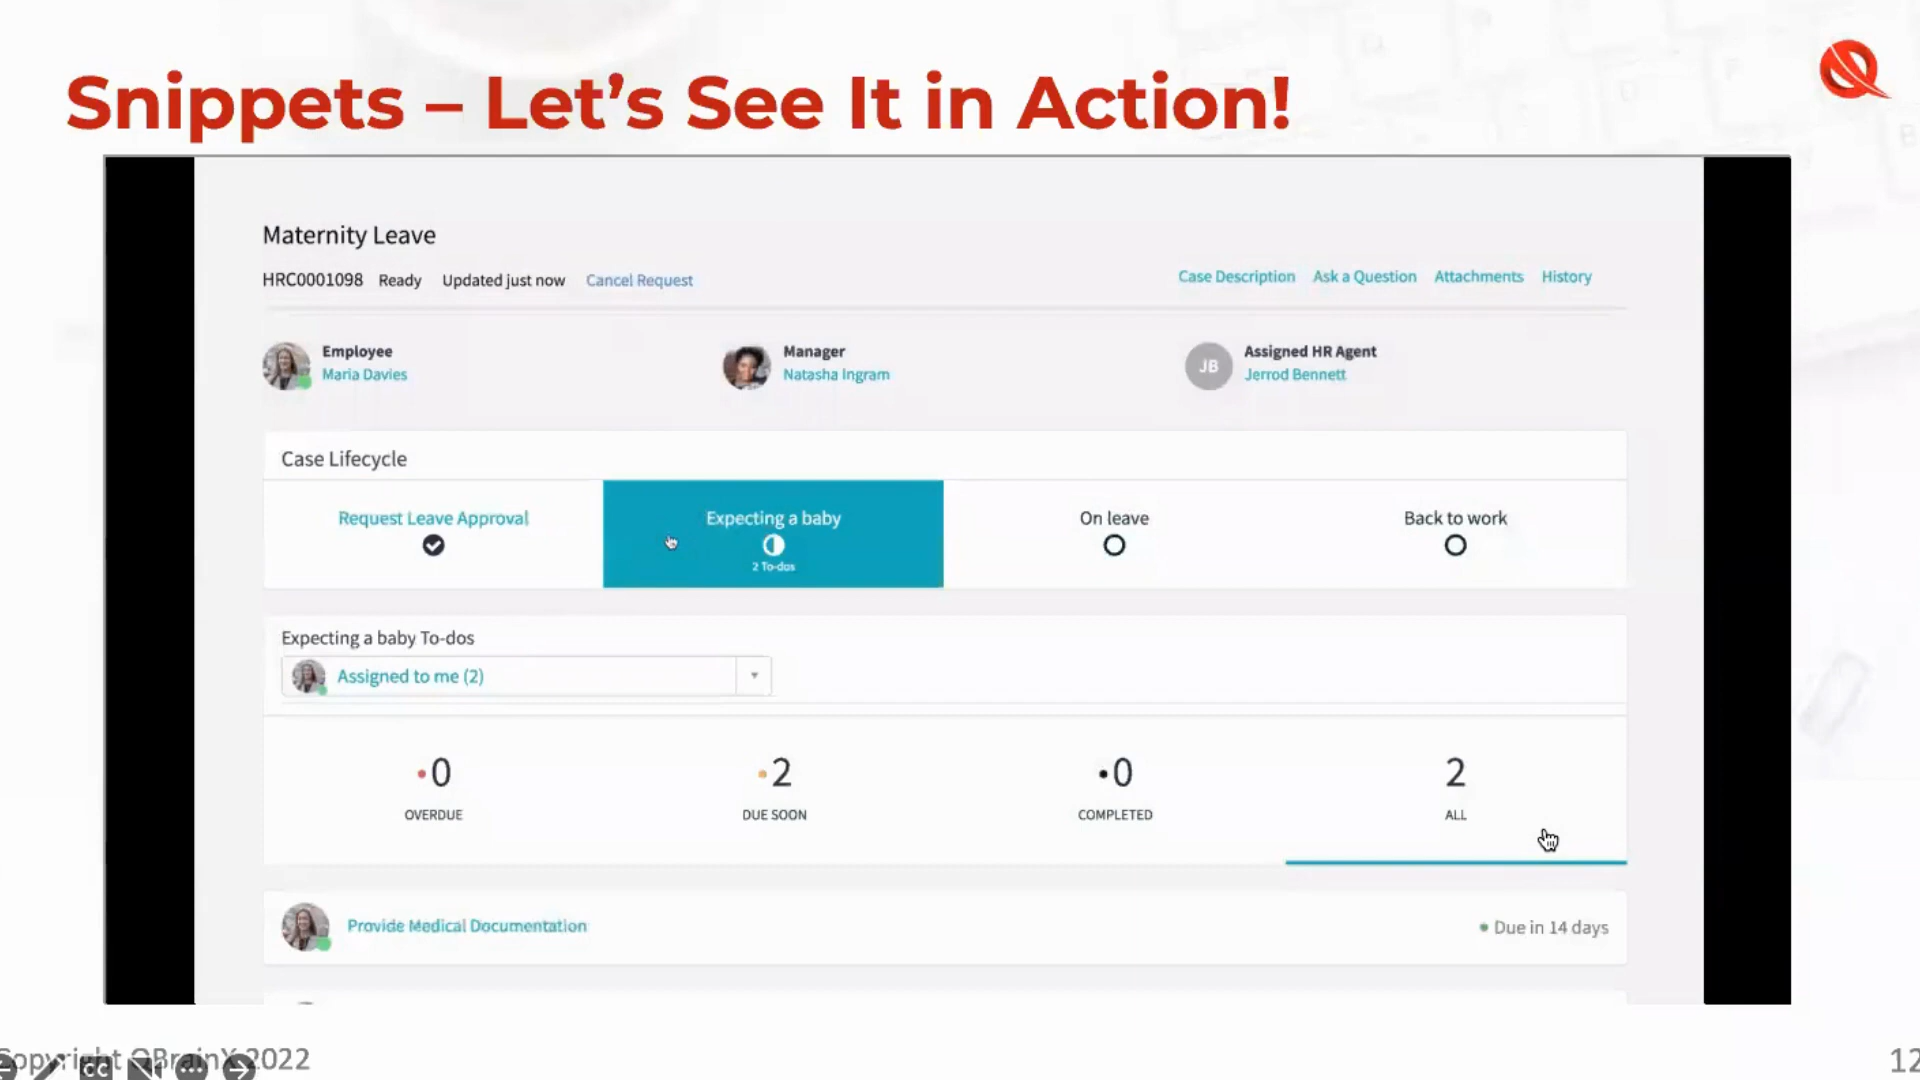 Snippets – Let's See It in Action!
Maternity Leave
HRC0001098 Ready Updated just now Cancel Request
Case Description Ask a Question Attachments History
Employee
Maria Davies
Manager
Natasha Ingram
JB
Assigned HR Agent
Jerrod Bennett
Case Lifecycle
Request Leave Approval
Expecting a baby
2 To-dos
On leave
Back to work
Expecting a baby To-dos
Assigned to me (2)
0
OVERDUE
2
DUE SOON
0
COMPLETED
2
ALL
Provide Medical Documentation
Due in 14 days
Copyright QBrainX 2022
CC
12